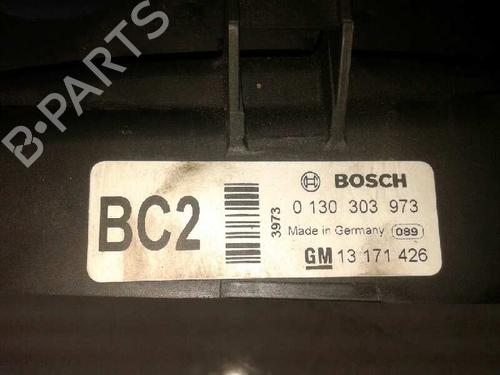 B-PARTS
BC2
3973
BOSCH
0 130 303 973
Made in Germany 089
GM 13 171 426